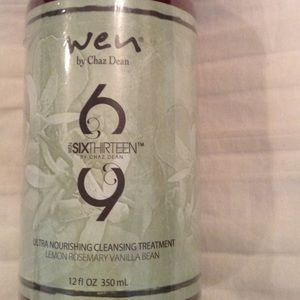 wen®
by Chaz Dean
6
SIXTHIRTEEN™
BY CHAZ DEAN
9
ULTRA NOURISHING CLEANSING TREATMENT
LEMON ROSEMARY VANILLA BEAN
12 fl OZ 350 mL